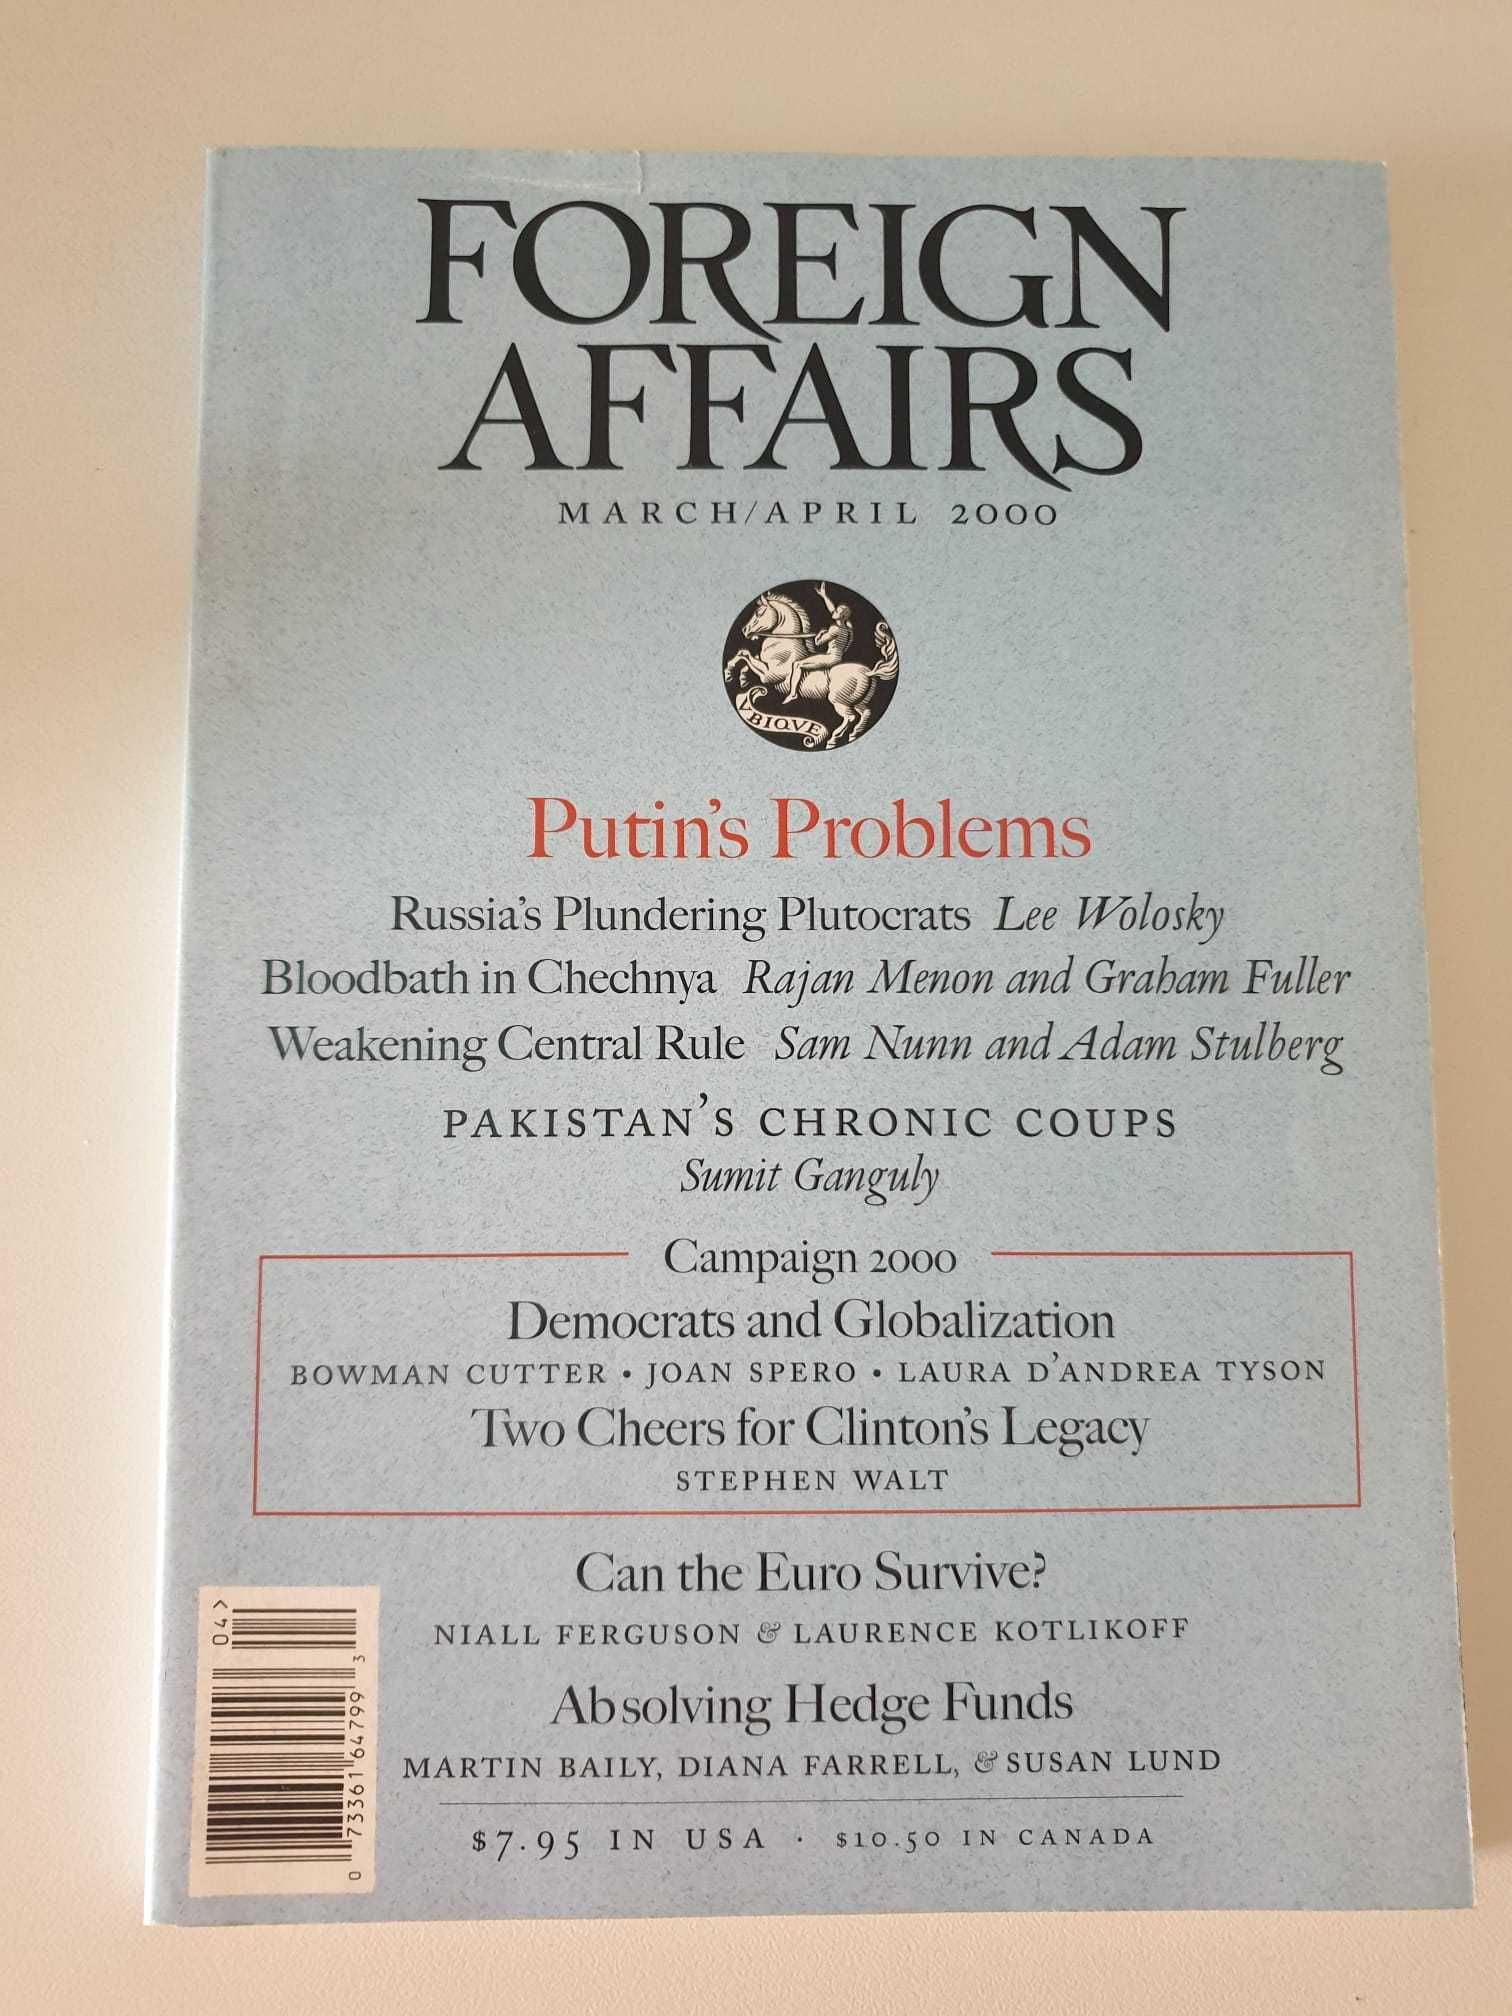 FOREIGN
AFFAIRS
MARCH/APRIL 2000
VBIQVE
Putin's Problems
Russia's Plundering Plutocrats Lee Wolosky
Bloodbath in Chechnya Rajan Menon and Graham Fuller
Weakening Central Rule Sam Nunn and Adam Stulberg
PAKISTAN'S CHRONIC COUPS
Sumit Ganguly
Campaign 2000
Democrats and Globalization
BOWMAN CUTTER • JOAN SPERO • LAURA D'ANDREA TYSON
Two Cheers for Clinton's Legacy
STEPHEN WALT
Can the Euro Survive?
NIALL FERGUSON & LAURENCE KOTLIKOFF
Absolving Hedge Funds
MARTIN BAILY, DIANA FARRELL, & SUSAN LUND
$7.95 IN USA · $10.50 IN CANADA
04>
0 73361 64799 3